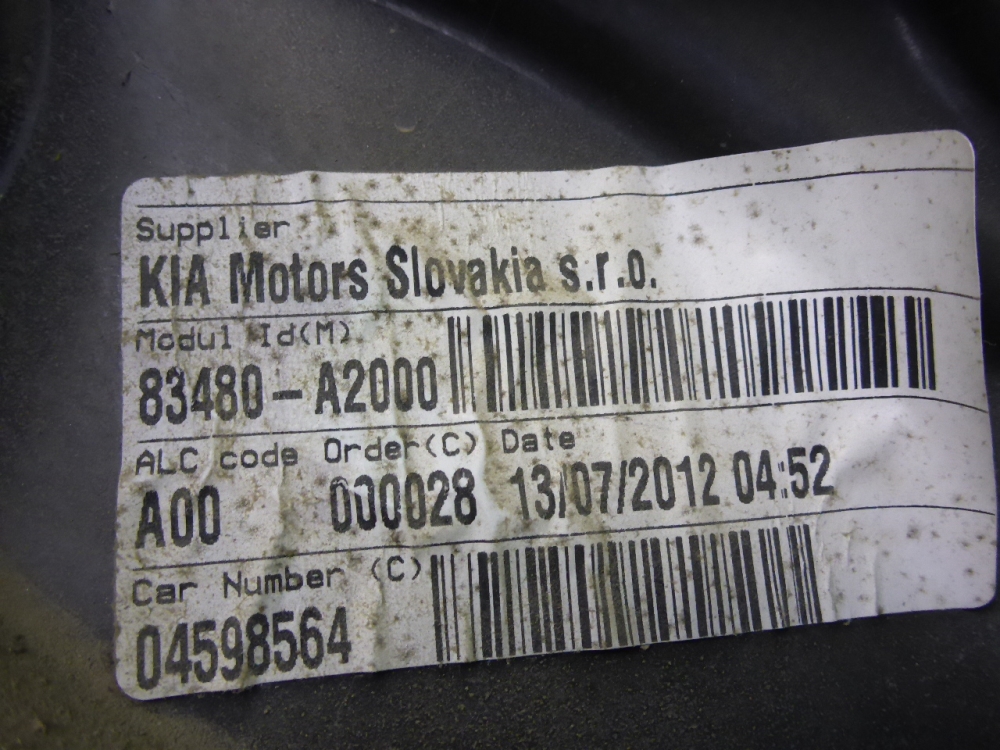 Supplier
KIA Motors Slovakia s.r.o.
Modul Id(M)
83480-A2000
ALC code Order(C) Date
A00 000028 13/07/2012 04:52
Car Number (C)
04598564